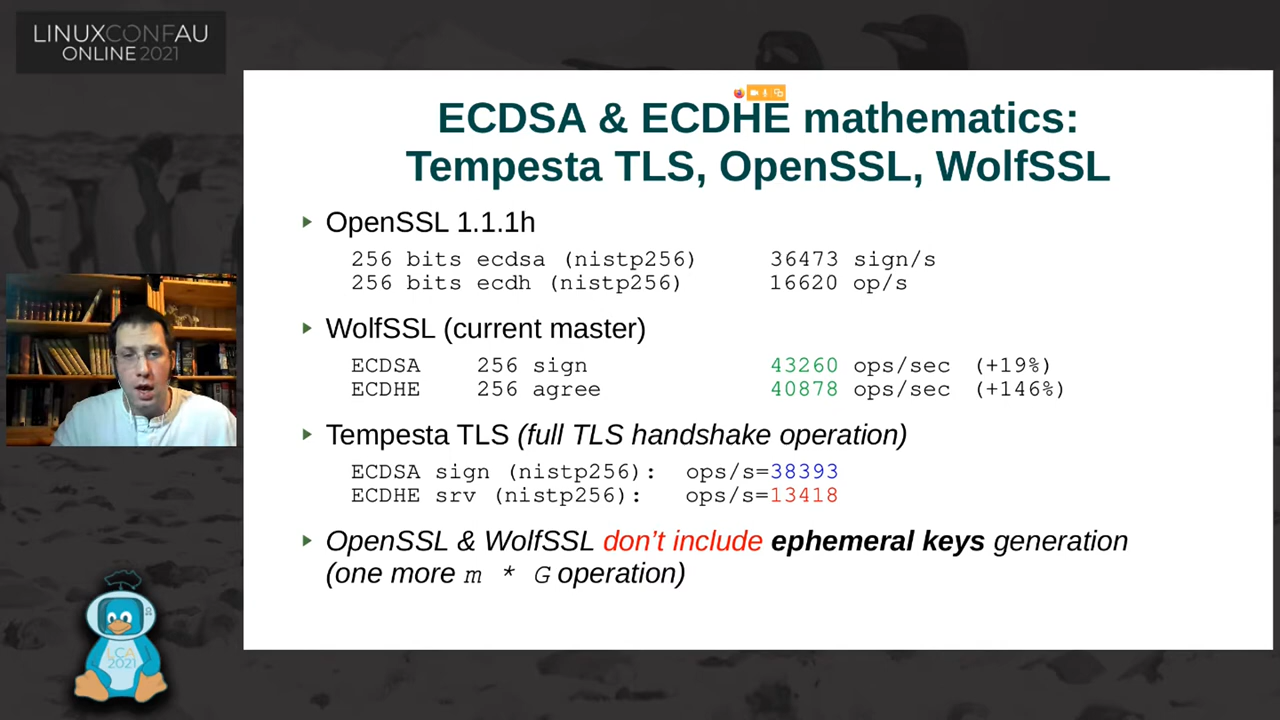 LINUXCONFAU
ONLINE 2021
ECDSA & ECDHE mathematics:
Tempesta TLS, OpenSSL, WolfSSL
OpenSSL 1.1.1h
256 bits ecdsa (nistp256) 36473 sign/s
256 bits ecdh (nistp256) 16620 op/s
WolfSSL (current master)
ECDSA 256 sign 43260 ops/sec (+19%)
ECDHE 256 agree 40878 ops/sec (+146%)
Tempesta TLS (full TLS handshake operation)
ECDSA sign (nistp256): ops/s=38393
ECDHE srv (nistp256): ops/s=13418
OpenSSL & WolfSSL don't include ephemeral keys generation
(one more m * G operation)
LCA
2021